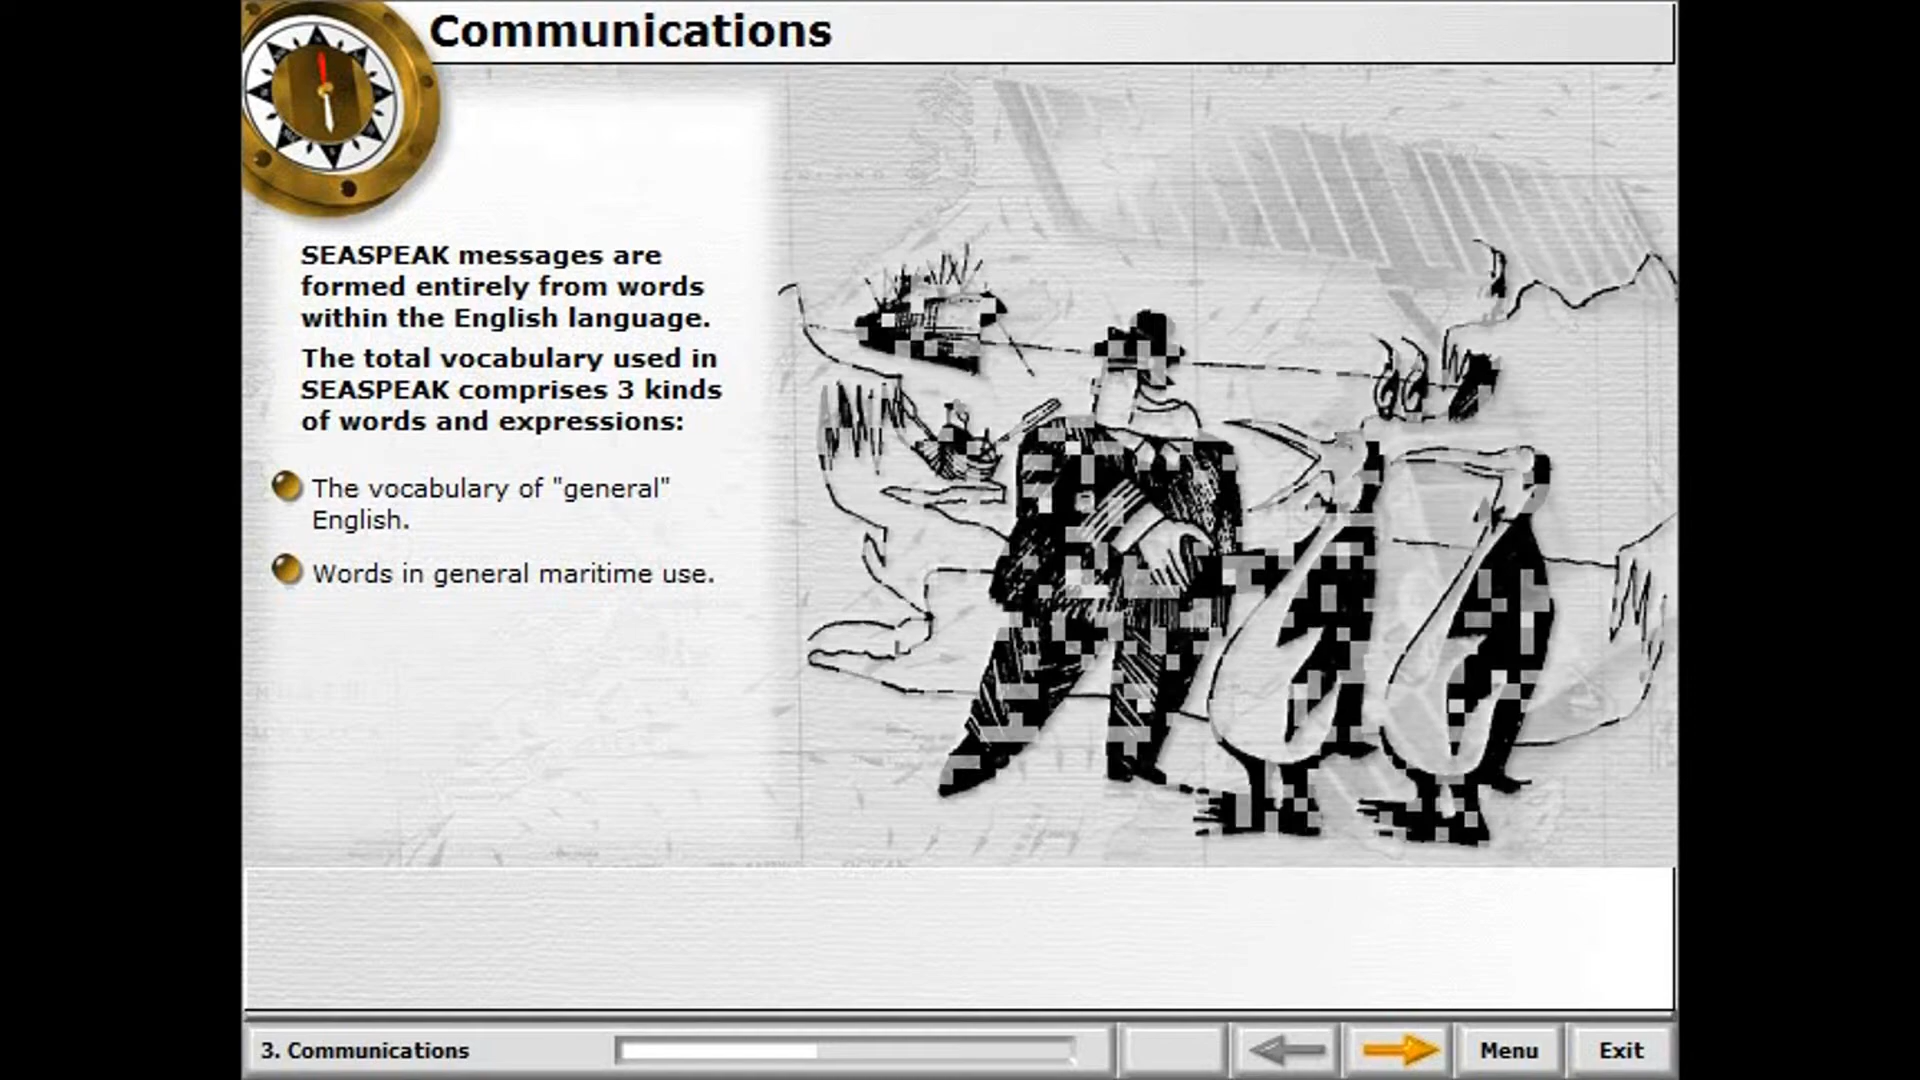 Communications
SEASPEAK messages are
formed entirely from words
within the English language.
The total vocabulary used in
SEASPEAK comprises 3 kinds
of words and expressions:
The vocabulary of "general"
English.
Words in general maritime use.
OCEAN
3. Communications
Menu
Exit